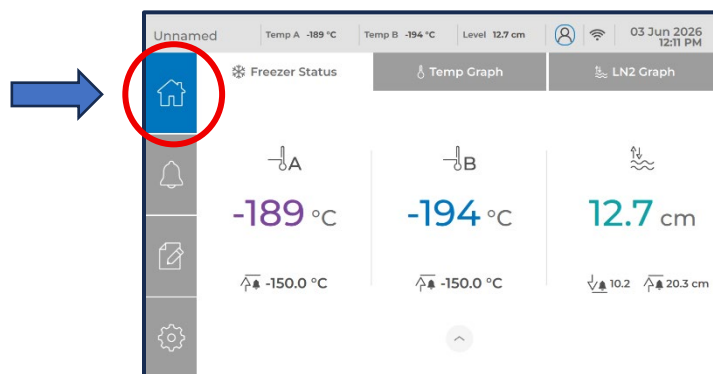 Unnamed Temp A -189 °C Temp B -194 °C Level 12.7 cm 03 Jun 2026
12:11 PM
Freezer Status Temp Graph LN2 Graph
A B
-189 °C -194 °C 12.7 cm
-150.0 °C -150.0 °C 10.2 20.3 cm